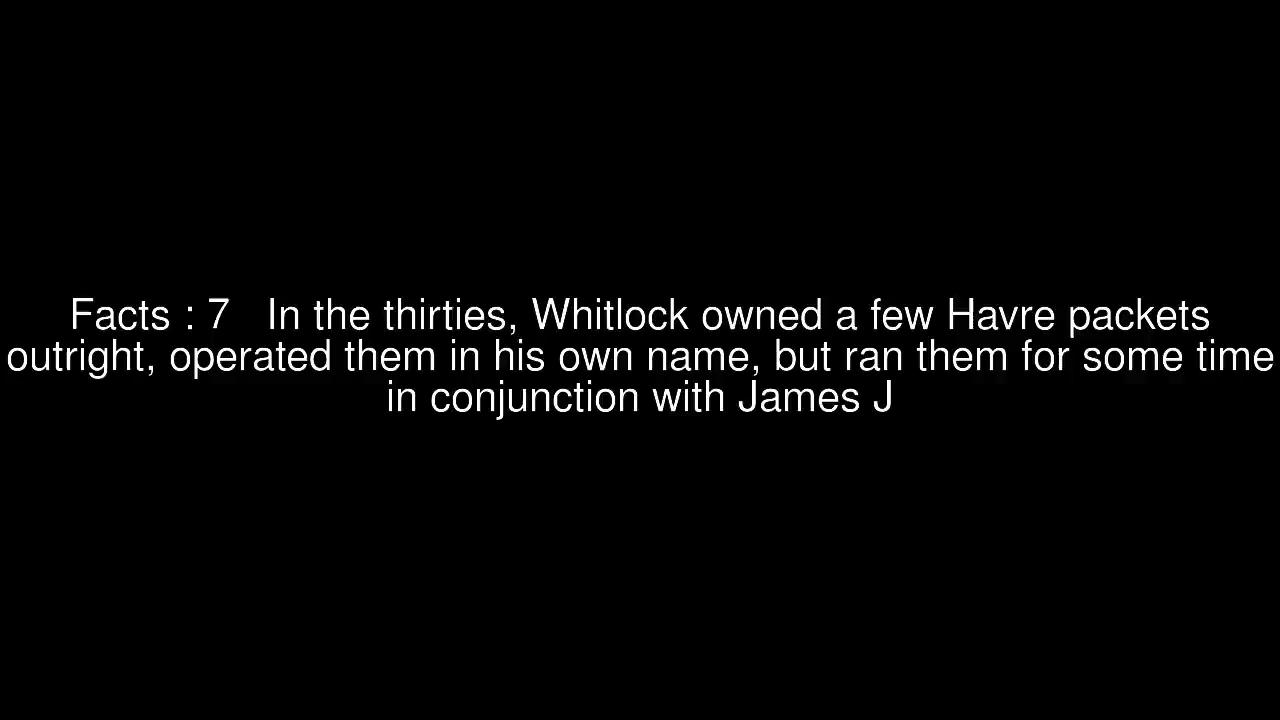 Facts : 7   In the thirties, Whitlock owned a few Havre packets
outright, operated them in his own name, but ran them for some time
in conjunction with James J